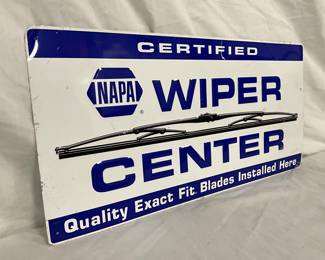 CERTIFIED
NAPA WIPER
CENTER
Quality Exact Fit Blades Installed Here